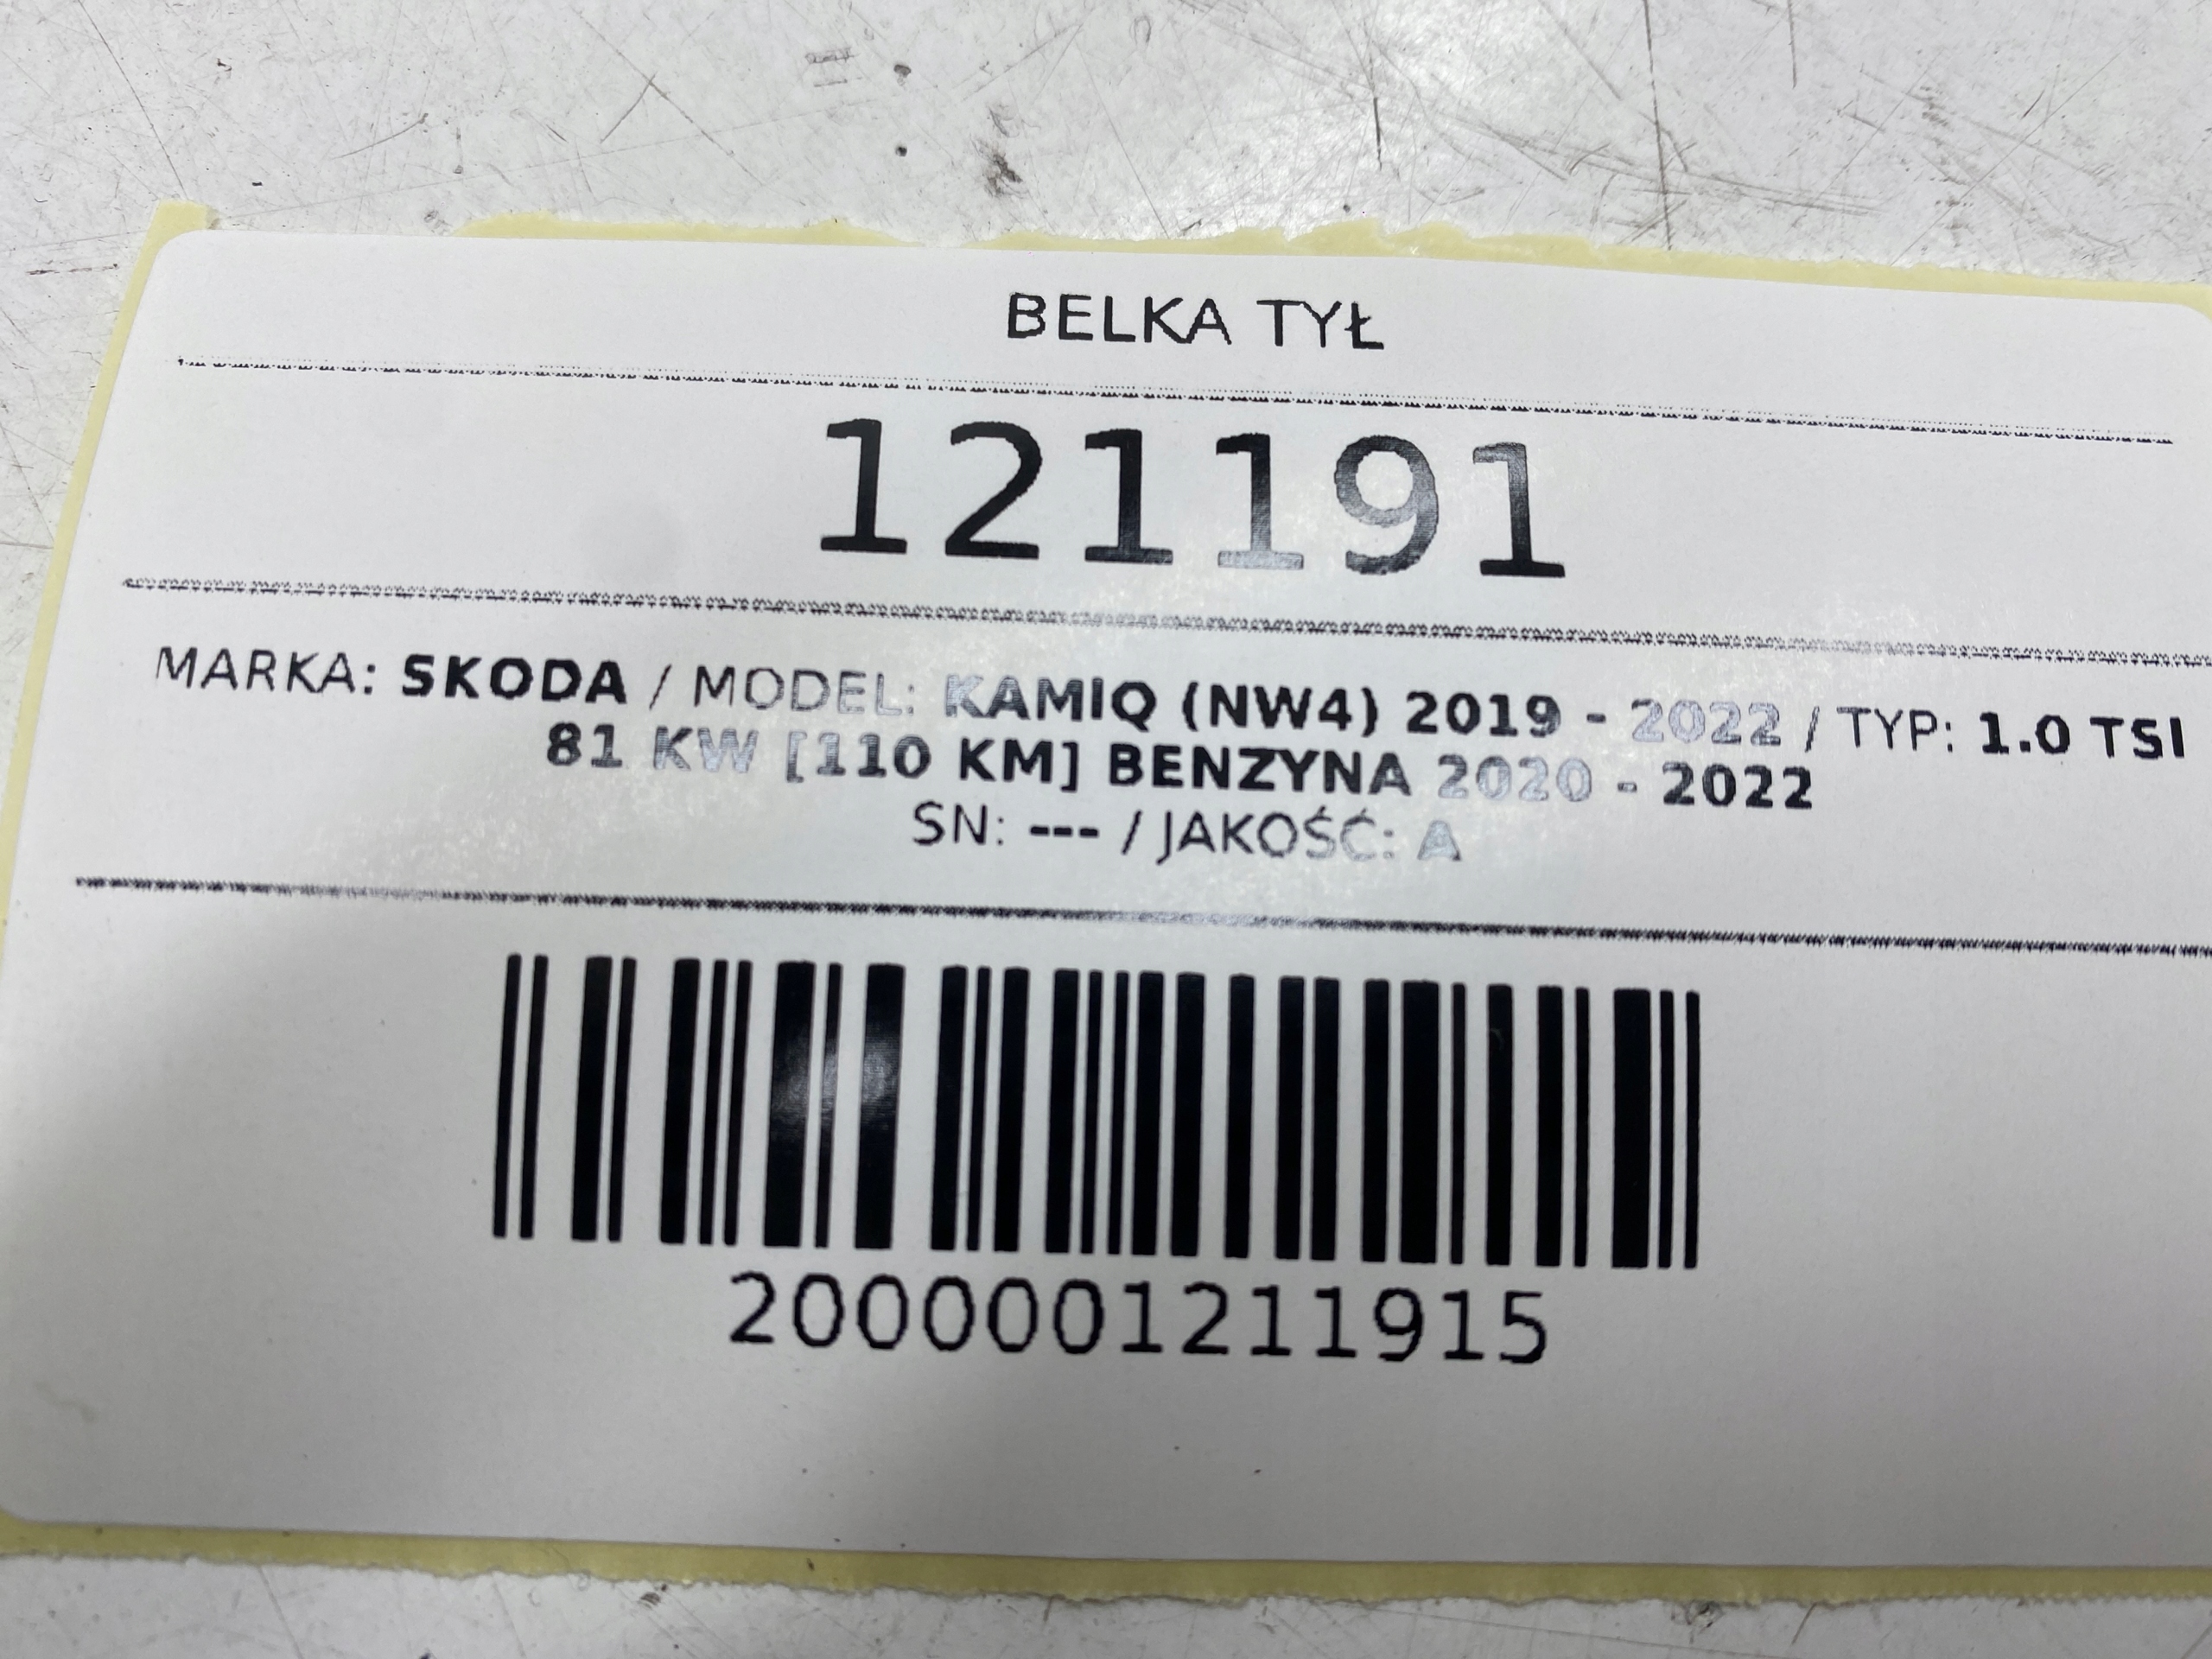 BELKA TYŁ
121191
MARKA: SKODA / MODEL: KAMIQ (NW4) 2019 - 2022 / TYP: 1.0 TSI
81 KW [110 KM] BENZYNA 2020 - 2022
SN: --- / JAKOŚĆ: A
2000001211915